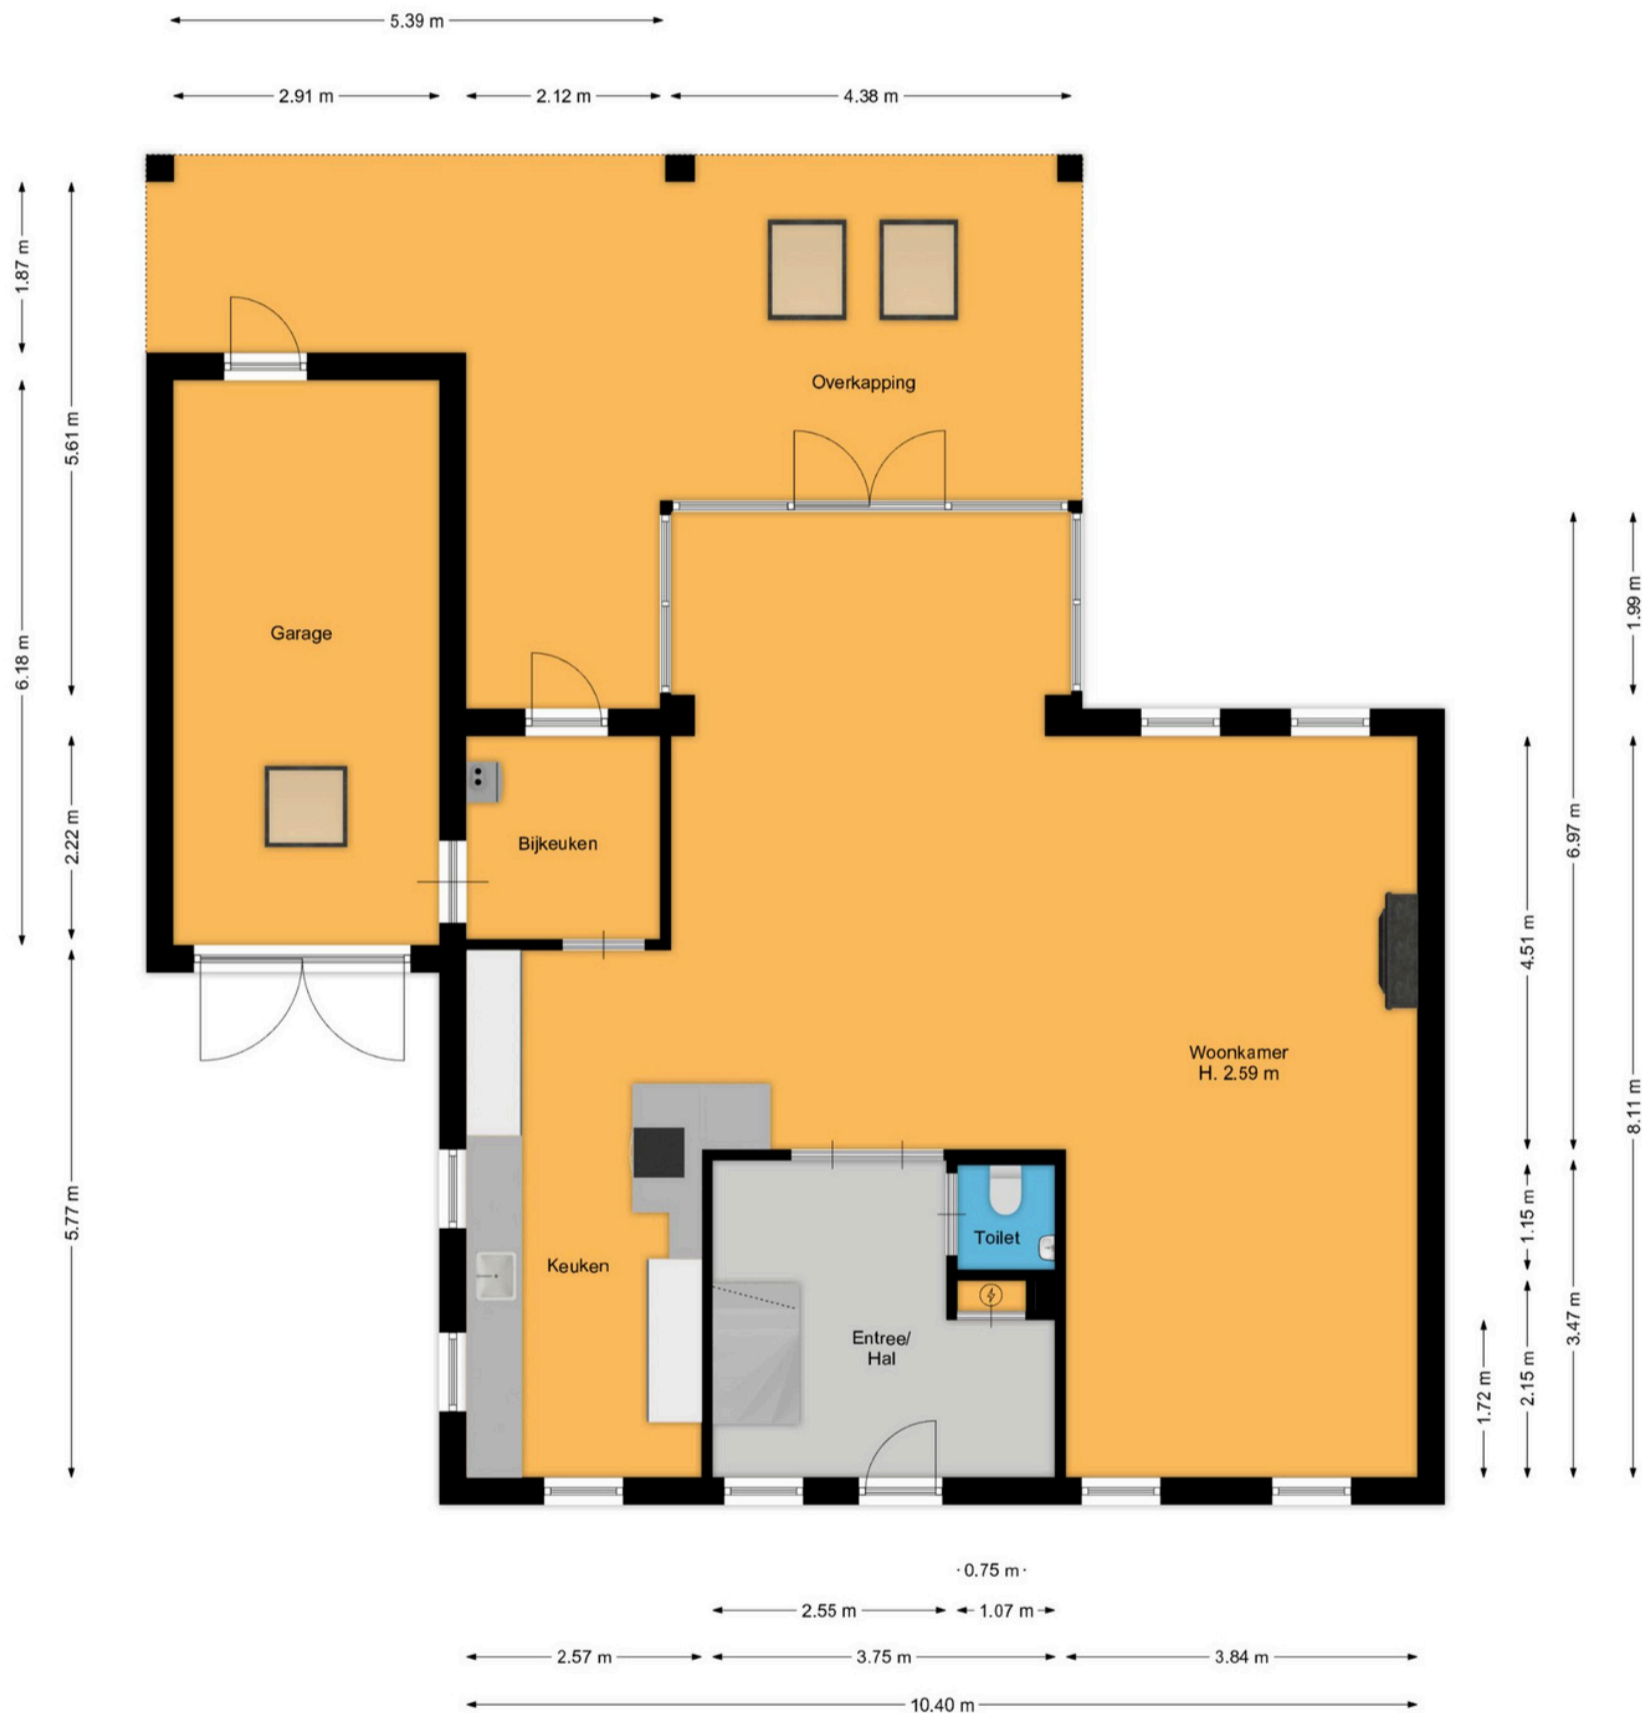 5.39 m
2.91 m
2.12 m
4.38 m
1.87 m
5.61 m
6.18 m
2.22 m
5.77 m
Overkapping
Garage
Bijkeuken
Woonkamer
H. 2.59 m
Keuken
Toilet
Entree/
Hal
1.99 m
6.97 m
4.51 m
8.11 m
1.15 m
3.47 m
2.15 m
1.72 m
0.75 m
2.55 m
1.07 m
2.57 m
3.75 m
3.84 m
10.40 m